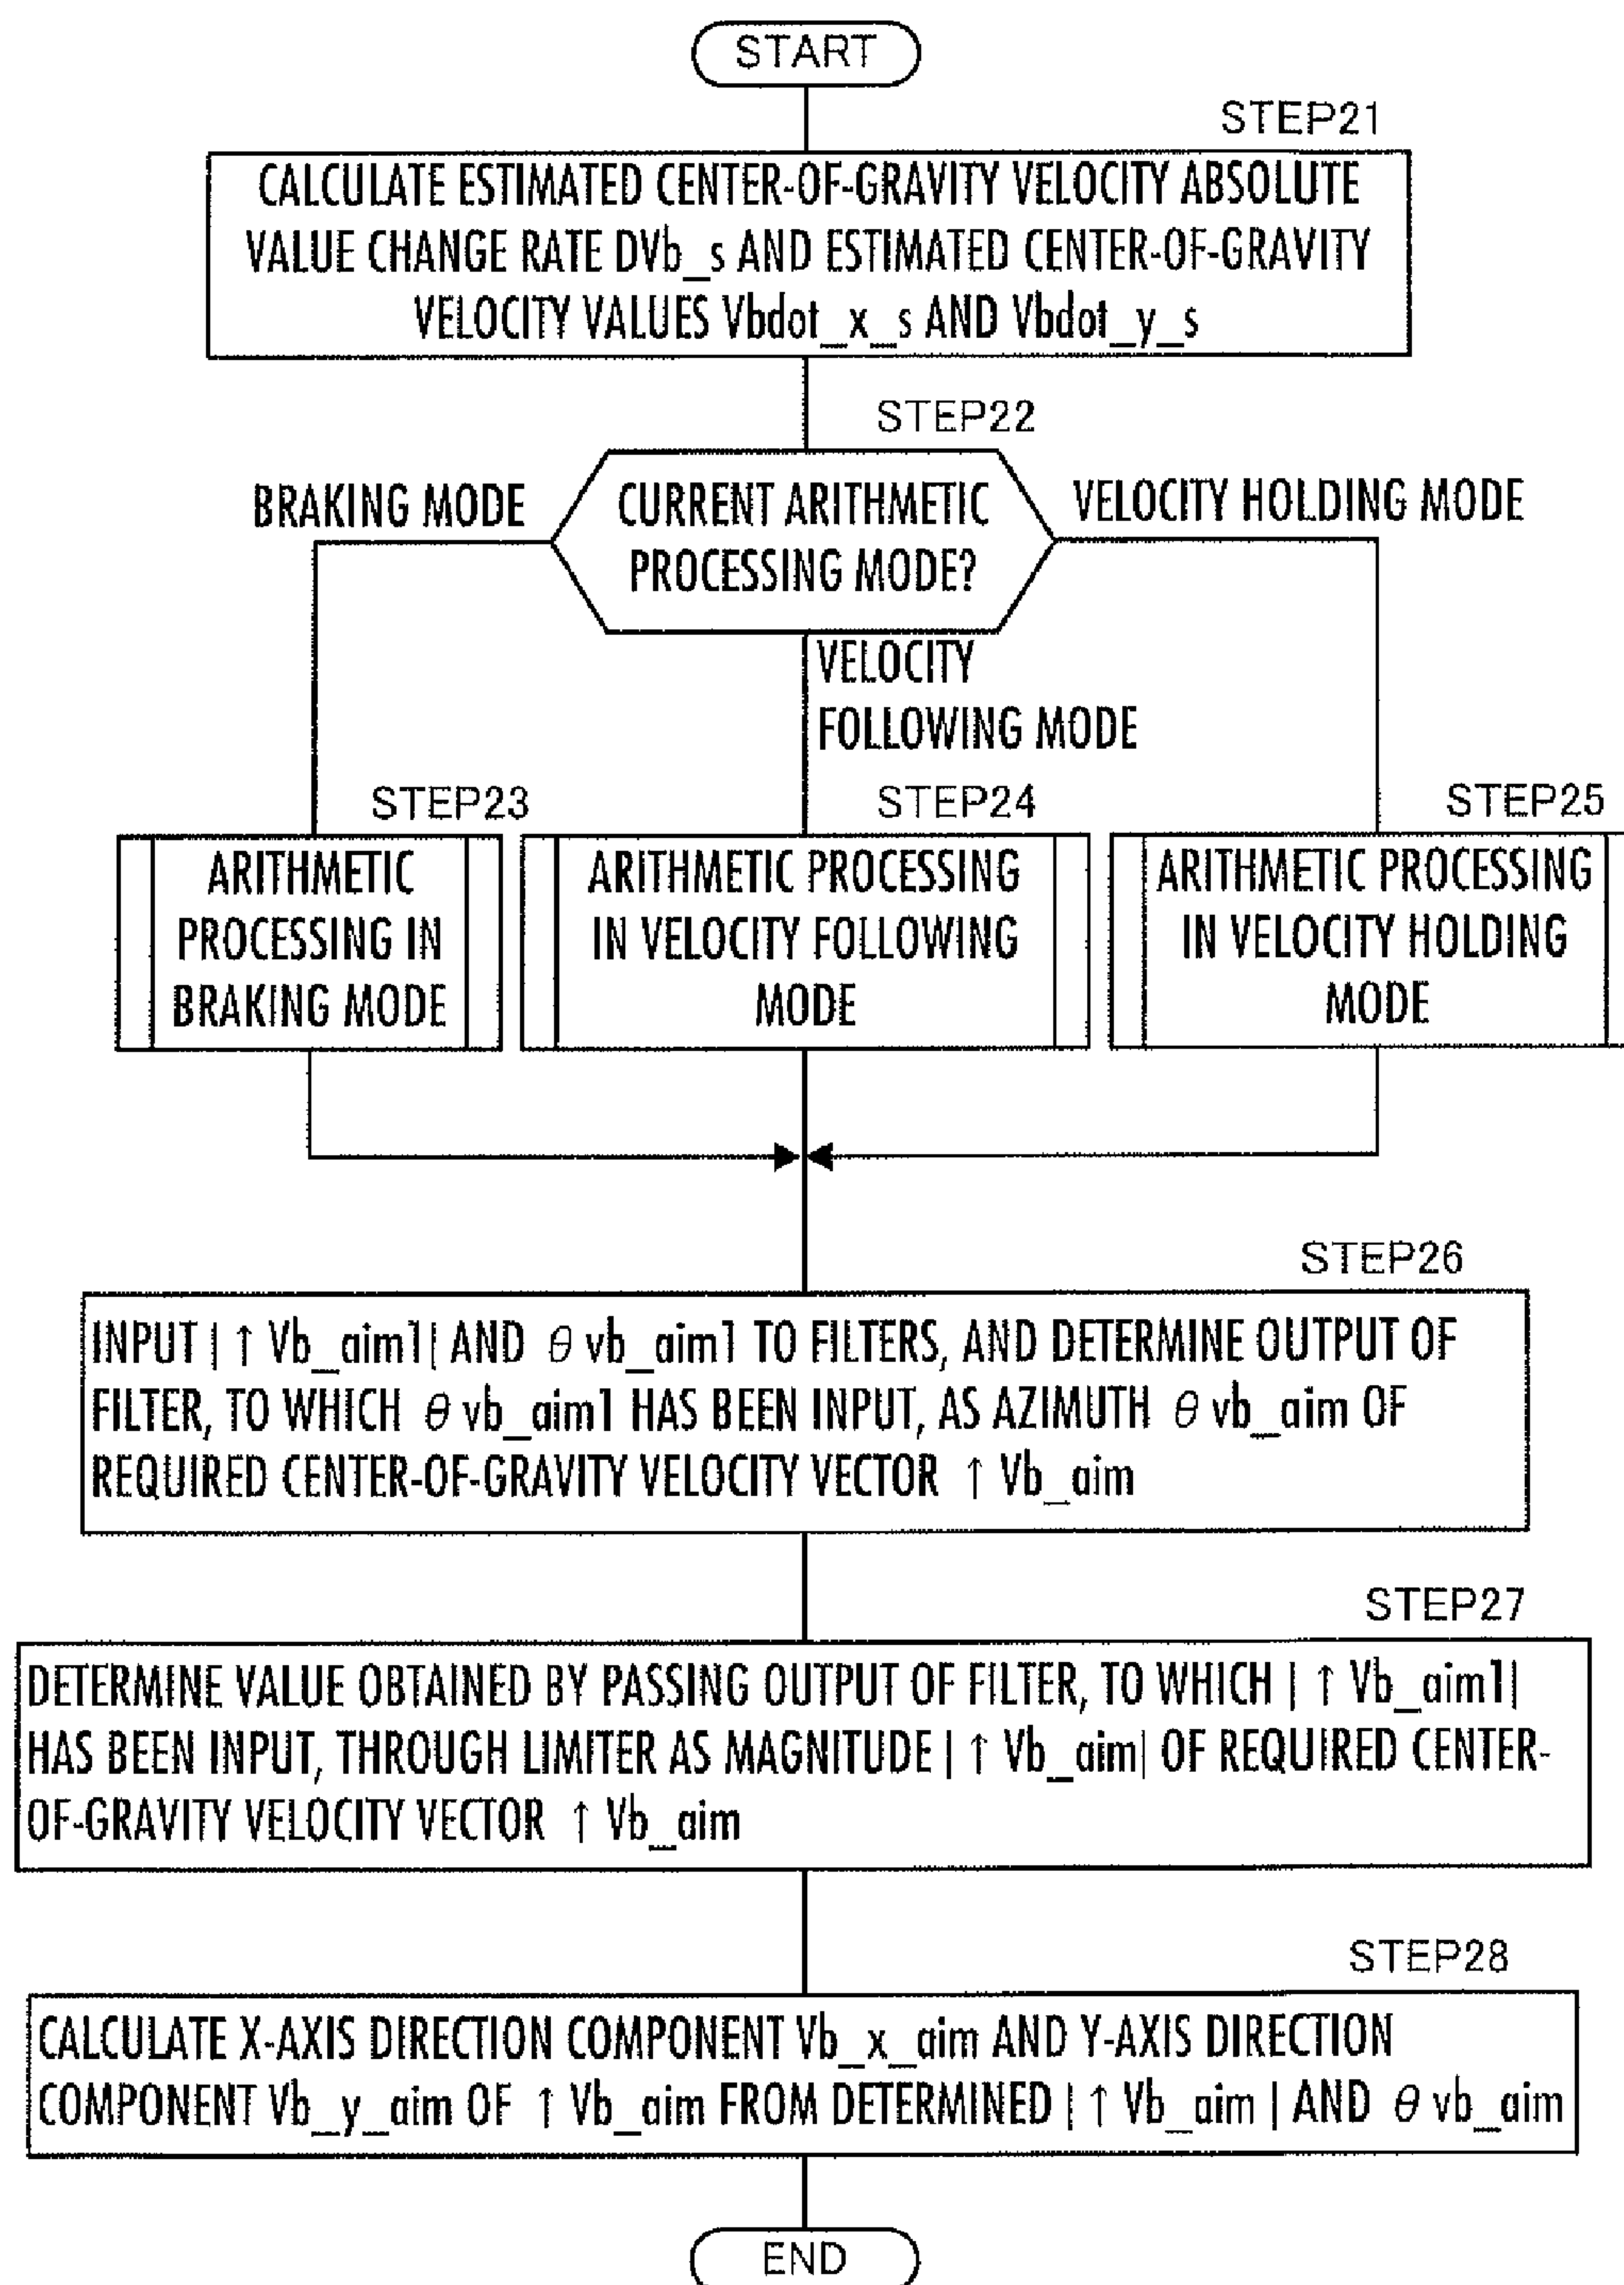 START
STEP21
CALCULATE ESTIMATED CENTER-OF-GRAVITY VELOCITY ABSOLUTE
VALUE CHANGE RATE DVb_s AND ESTIMATED CENTER-OF-GRAVITY
VELOCITY VALUES Vbdot_x_s AND Vbdot_y_s
STEP22
BRAKING MODE
CURRENT ARITHMETIC
PROCESSING MODE?
VELOCITY HOLDING MODE
VELOCITY
FOLLOWING MODE
STEP23
ARITHMETIC
PROCESSING IN
BRAKING MODE
STEP24
ARITHMETIC PROCESSING
IN VELOCITY FOLLOWING
MODE
STEP25
ARITHMETIC PROCESSING
IN VELOCITY HOLDING
MODE
STEP26
INPUT | ↑ Vb_aim1| AND θ vb_aim1 TO FILTERS, AND DETERMINE OUTPUT OF
FILTER, TO WHICH θ vb_aim1 HAS BEEN INPUT, AS AZIMUTH θ vb_aim OF
REQUIRED CENTER-OF-GRAVITY VELOCITY VECTOR ↑ Vb_aim
STEP27
DETERMINE VALUE OBTAINED BY PASSING OUTPUT OF FILTER, TO WHICH | ↑ Vb_aim1|
HAS BEEN INPUT, THROUGH LIMITER AS MAGNITUDE | ↑ Vb_aim| OF REQUIRED CENTER-
OF-GRAVITY VELOCITY VECTOR ↑ Vb_aim
STEP28
CALCULATE X-AXIS DIRECTION COMPONENT Vb_x_aim AND Y-AXIS DIRECTION
COMPONENT Vb_y_aim OF ↑ Vb_aim FROM DETERMINED | ↑ Vb_aim | AND θ vb_aim
END